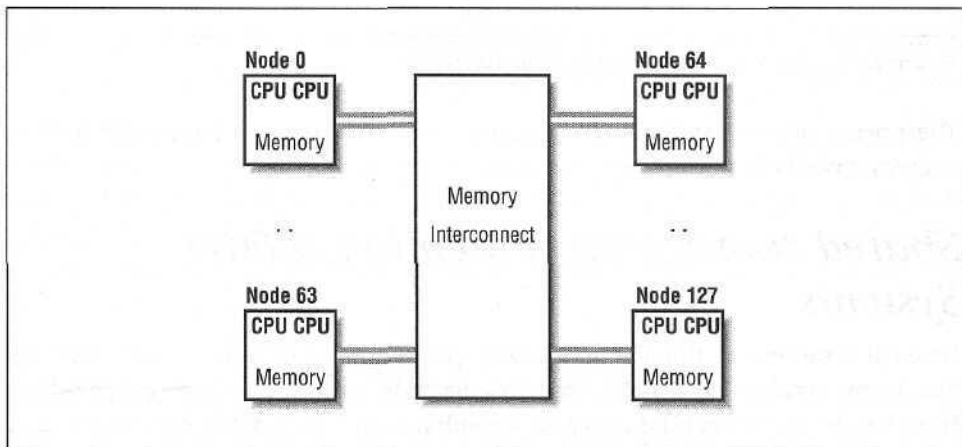 Node 0
CPU CPU
Memory
Node 63
CPU CPU
Memory
Memory
Interconnect
Node 64
CPU CPU
Memory
Node 127
CPU CPU
Memory